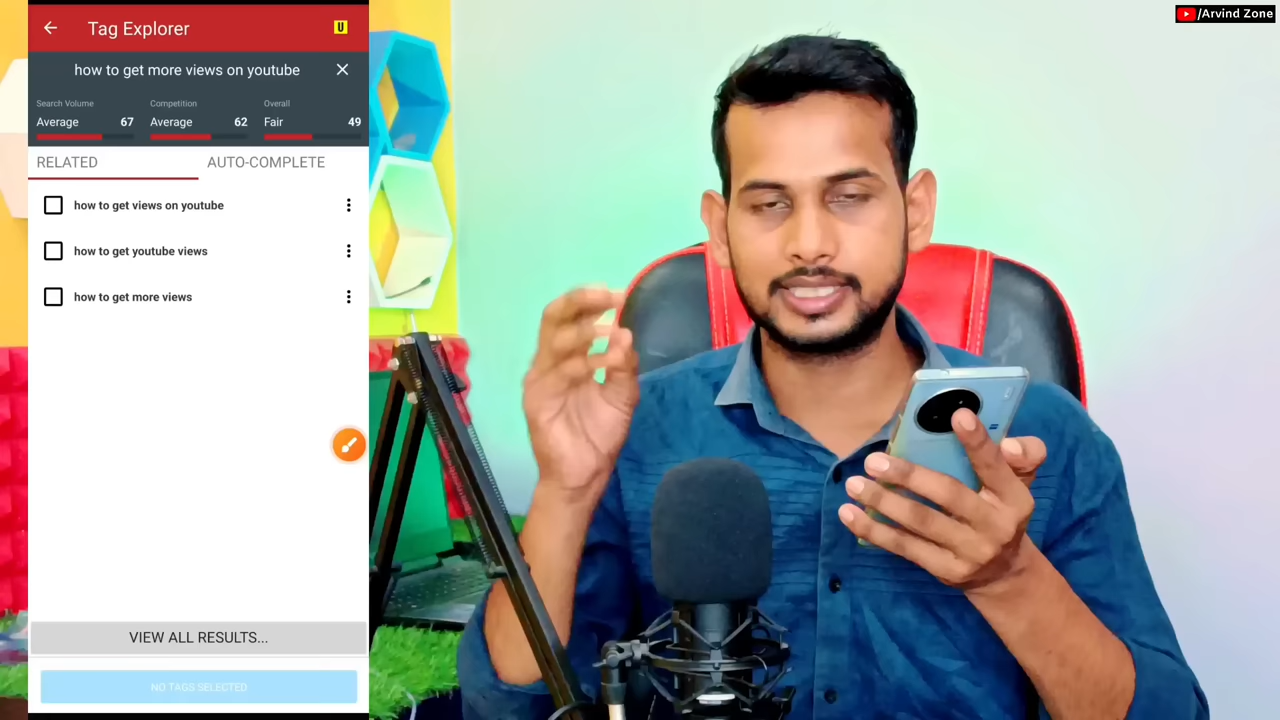 /Arvind Zone
Tag Explorer
U
how to get more views on youtube
Search Volume
Average 67
Competition
Average 62
Overall
Fair 49
RELATED
AUTO-COMPLETE
how to get views on youtube
how to get youtube views
how to get more views
VIEW ALL RESULTS...
NO TAGS SELECTED